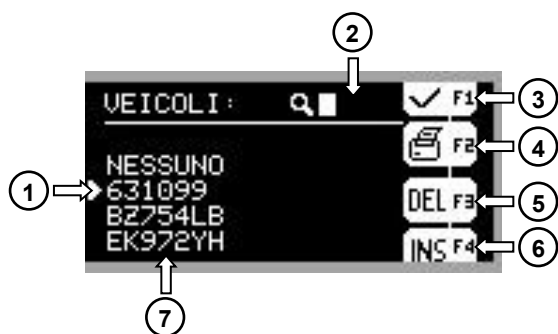 2
VEICOLI:
F1
3
F2
4
NESSUNO
1
631099
DEL F3
5
BZ754LB
EK972YH
INS F4
6
7